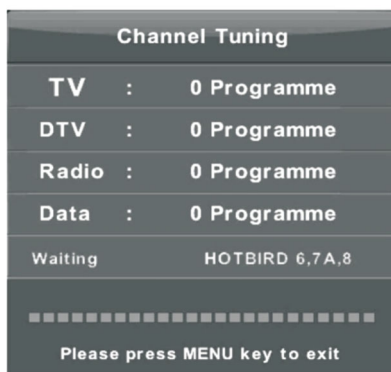 Channel Tuning
TV : 0 Programme
DTV : 0 Programme
Radio : 0 Programme
Data : 0 Programme
Waiting HOTBIRD 6,7A,8
Please press MENU key to exit